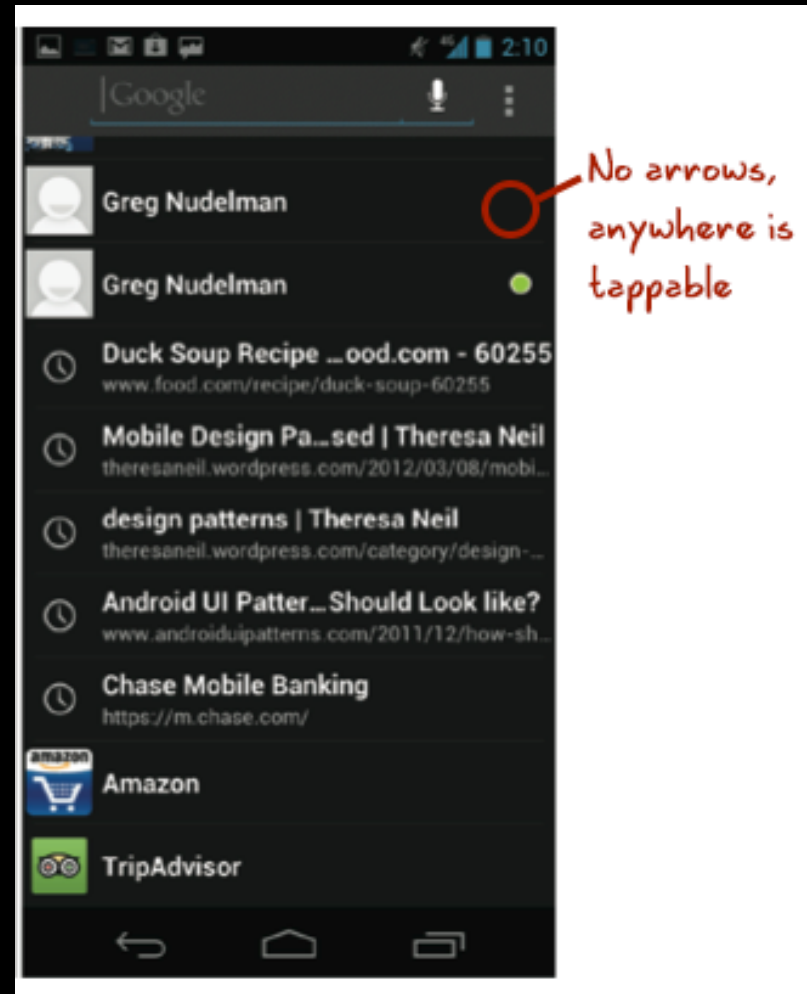 4G 2:10
Google
Greg Nudelman
No arrows,
anywhere is
tappable
Greg Nudelman
Duck Soup Recipe ...ood.com - 60255
www.food.com/recipe/duck-soup-60255
Mobile Design Pa...sed | Theresa Neil
theresaneil.wordpress.com/2012/03/08/mobi...
design patterns | Theresa Neil
theresaneil.wordpress.com/category/design-...
Android UI Patter...Should Look like?
www.androiduipatterns.com/2011/12/how-sh...
Chase Mobile Banking
https://m.chase.com/
amazon
Amazon
TripAdvisor